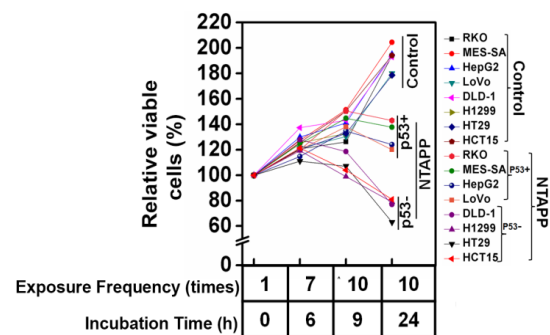 Relative viable cells (%)
220
200
180
160
140
120
100
80
60
0
Control
p53+
p53-
NTAPP
RKO
MES-SA
HepG2
LoVo
DLD-1
H1299
HT29
HCT15
Control
RKO
MES-SA
HepG2
LoVo
P53+
DLD-1
H1299
HT29
HCT15
P53-
NTAPP
Exposure Frequency (times) 1 7 10 10
Incubation Time (h) 0 6 9 24